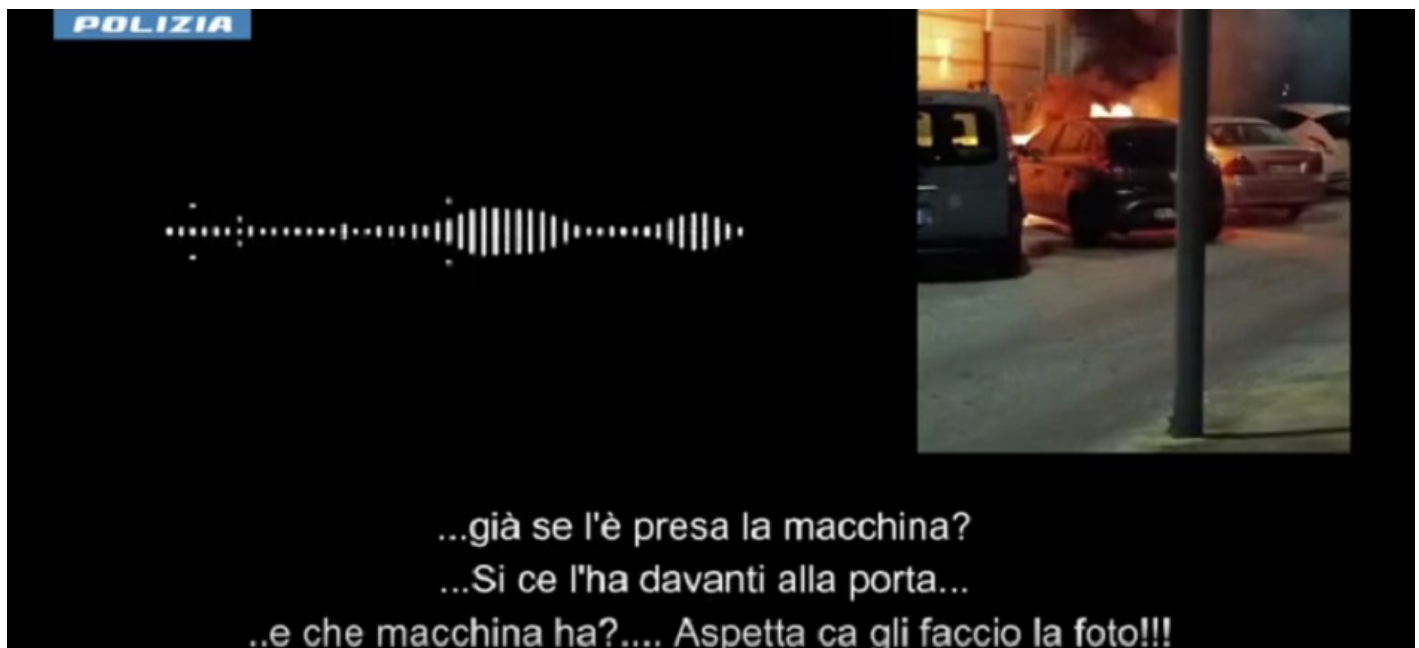 POLIZIA
...già se l'è presa la macchina?
...Si ce l'ha davanti alla porta...
..e che macchina ha?.... Aspetta ca gli faccio la foto!!!